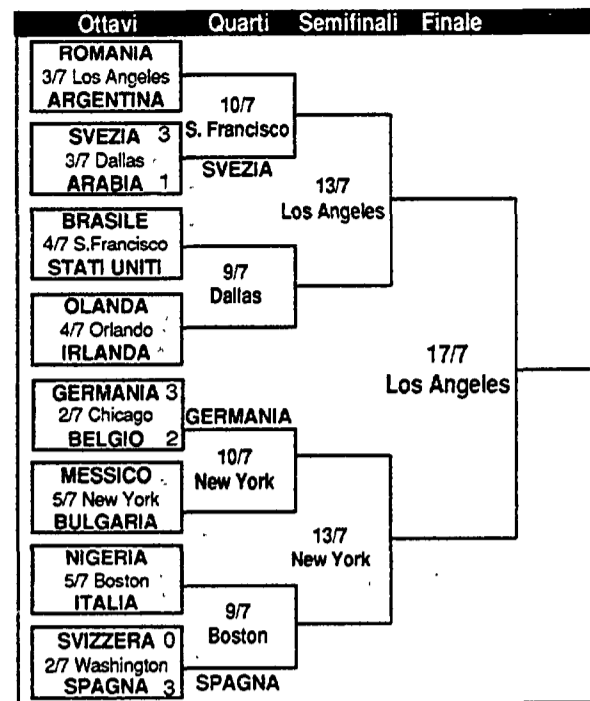 Ottavi Quarti Semifinali Finale
ROMANIA
3/7 Los Angeles
ARGENTINA
SVEZIA 3
3/7 Dallas
ARABIA 1
BRASILE
4/7 S.Francisco
STATI UNITI
OLANDA
4/7 Orlando
IRLANDA
GERMANIA 3
2/7 Chicago
BELGIO 2
MESSICO
5/7 New York
BULGARIA
NIGERIA
5/7 Boston
ITALIA
SVIZZERA 0
2/7 Washington
SPAGNA 3
10/7
S. Francisco
SVEZIA
9/7
Dallas
GERMANIA
10/7
New York
9/7
Boston
SPAGNA
13/7
Los Angeles
13/7
New York
17/7
Los Angeles